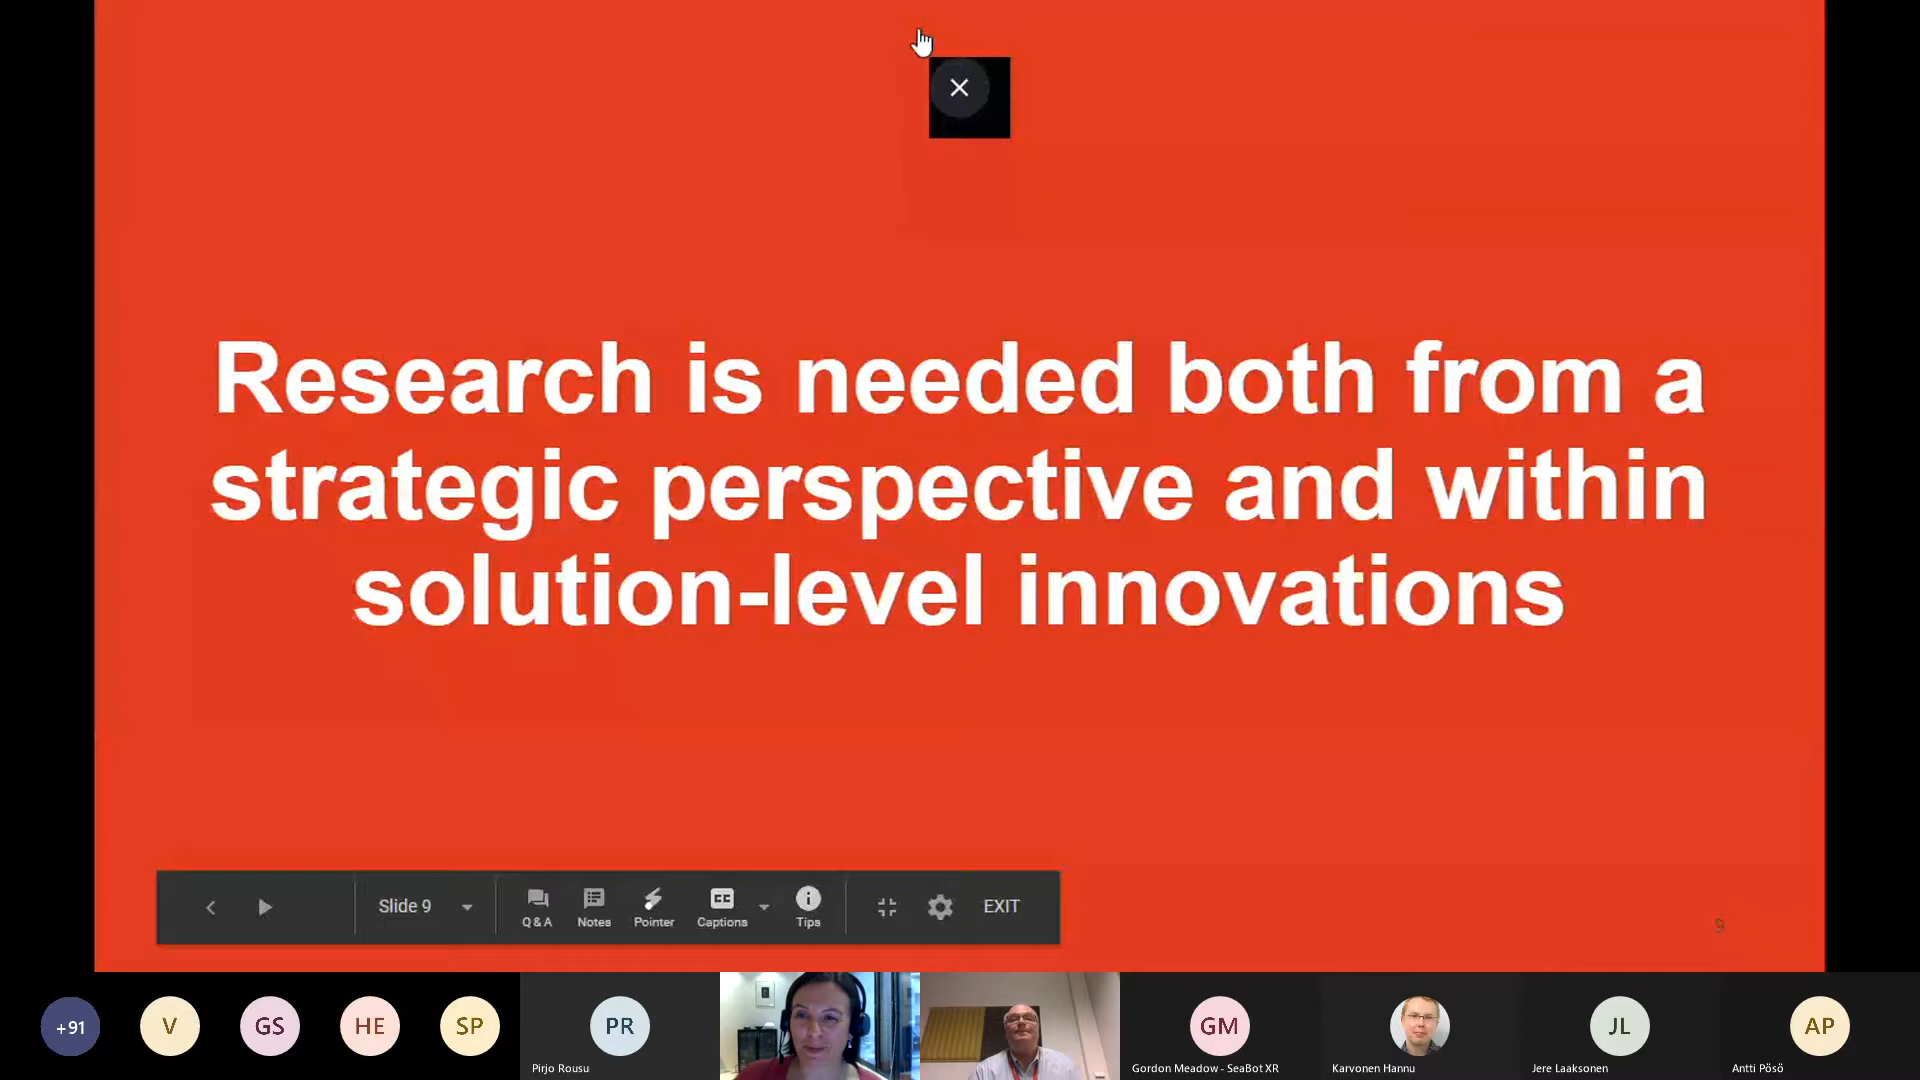 Research is needed both from a
strategic perspective and within
solution-level innovations
Slide 9
Q & A
Notes
Pointer
CC
Captions
Tips
EXIT
9
+91
V
GS
HE
SP
PR
Pirjo Rousu
GM
Gordon Meadow - SeaBot XR
Karvonen Hannu
JL
Jere Laaksonen
AP
Antti Pösö